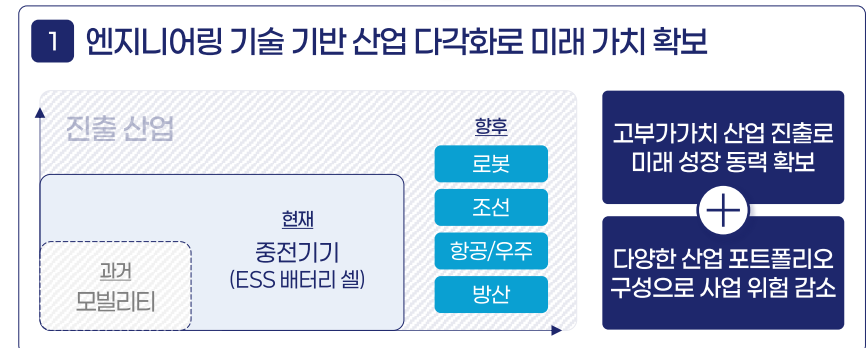 1 엔지니어링 기술 기반 산업 다각화로 미래 가치 확보
진출 산업
과거
모빌리티
현재
중전기기
(ESS 배터리 셀)
향후
로봇
조선
항공/우주
방산
고부가가치 산업 진출로
미래 성장 동력 확보
+
다양한 산업 포트폴리오
구성으로 사업 위험 감소